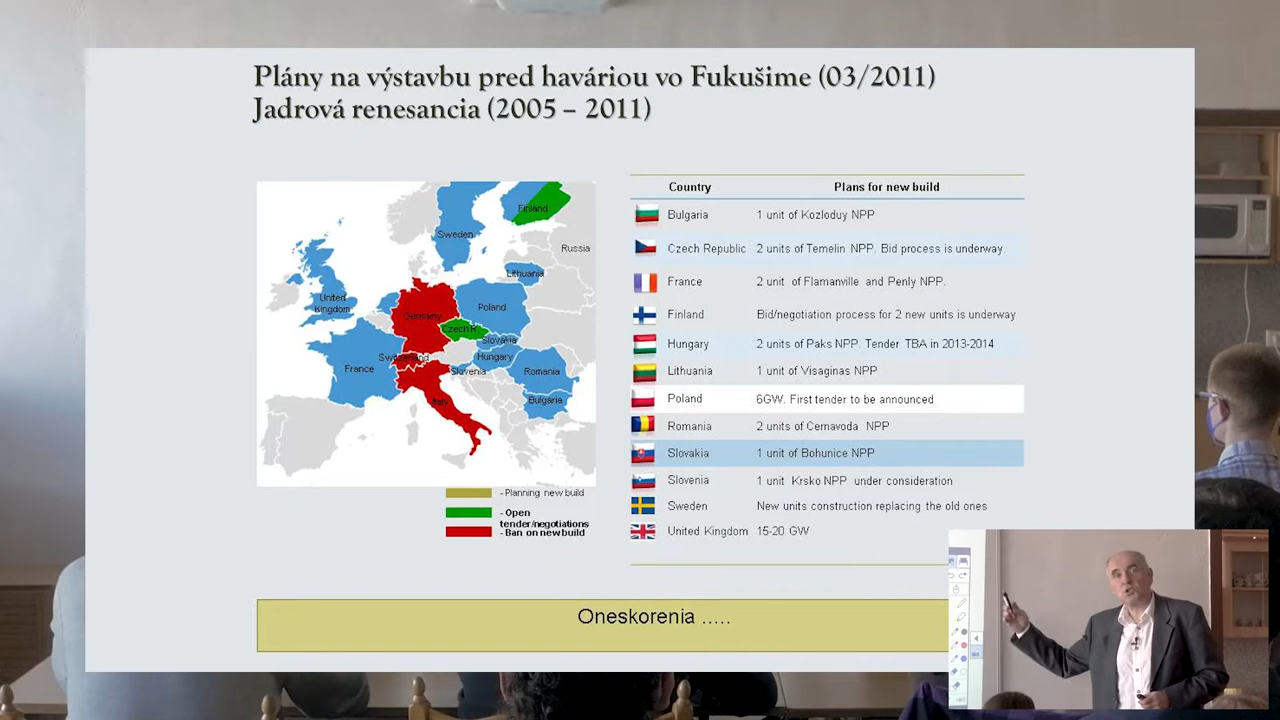 Plány na výstavbu pred haváriou vo Fukušime (03/2011)
Jadrová renesancia (2005 – 2011)
Country Plans for new build
Bulgaria 1 unit of Kozloduy NPP
Czech Republic 2 units of Temelin NPP. Bid process is underway.
France 2 unit of Flamanville and Penly NPP.
Finland Bid/negotiation process for 2 new units is underway
Hungary 2 units of Paks NPP. Tender TBA in 2013-2014
Lithuania 1 unit of Visaginas NPP
Poland 6GW. First tender to be announced
Romania 2 units of Cernavoda NPP
Slovakia 1 unit of Bohunice NPP
Slovenia 1 unit Krsko NPP under consideration
Sweden New units construction replacing the old ones
United Kingdom 15-20 GW
Finland
Sweden
Russia
Lithuania
United
Kingdom
Poland
Germany
Czech R.
Slovakia
Switzerland
Hungary
France
Slovenia
Romania
Italy
Bulgaria
- Planning new build
- Open
tender/negotiations
- Ban on new build
Oneskorenia .....